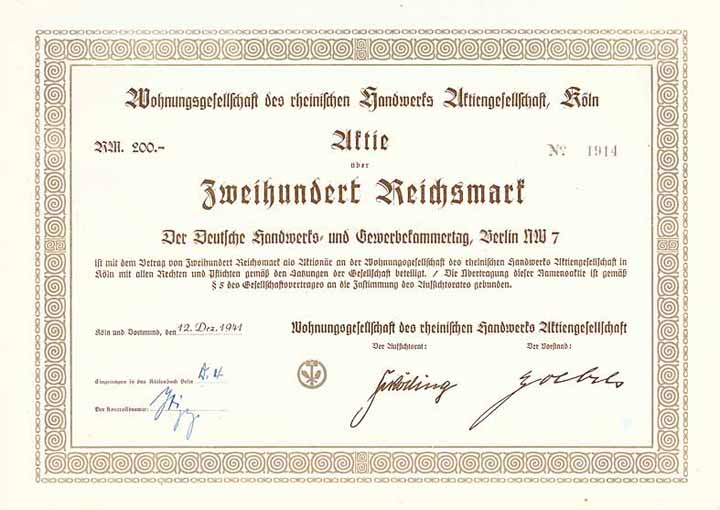 Wohnungsgesellschaft des rheinischen Handwerks Aktiengesellschaft, Köln
RM. 200.-
Aktie
Nº 1914
über
Zweihundert Reichsmark
Der Deutsche Handwerks- und Gewerbekammertag, Berlin NW 7
ist mit dem Betrag von Zweihundert Reichsmark als Aktionär an der Wohnungsgesellschaft des rheinischen Handwerks Aktiengesellschaft in
Köln mit allen Rechten und Pflichten gemäß den Satzungen der Gesellschaft beteiligt. / Die Übertragung dieser Namensaktie ist gemäß
§ 5 des Gesellschaftsvertrages an die Zustimmung des Aufsichtsrates gebunden.
Köln und Dortmund, den 12. Dez. 1941
Wohnungsgesellschaft des rheinischen Handwerks Aktiengesellschaft
Der Aufsichtsrat:
Der Vorstand:
Eingetragen in das Aktienbuch Seite D. 4
Der Kontrollbeamte: